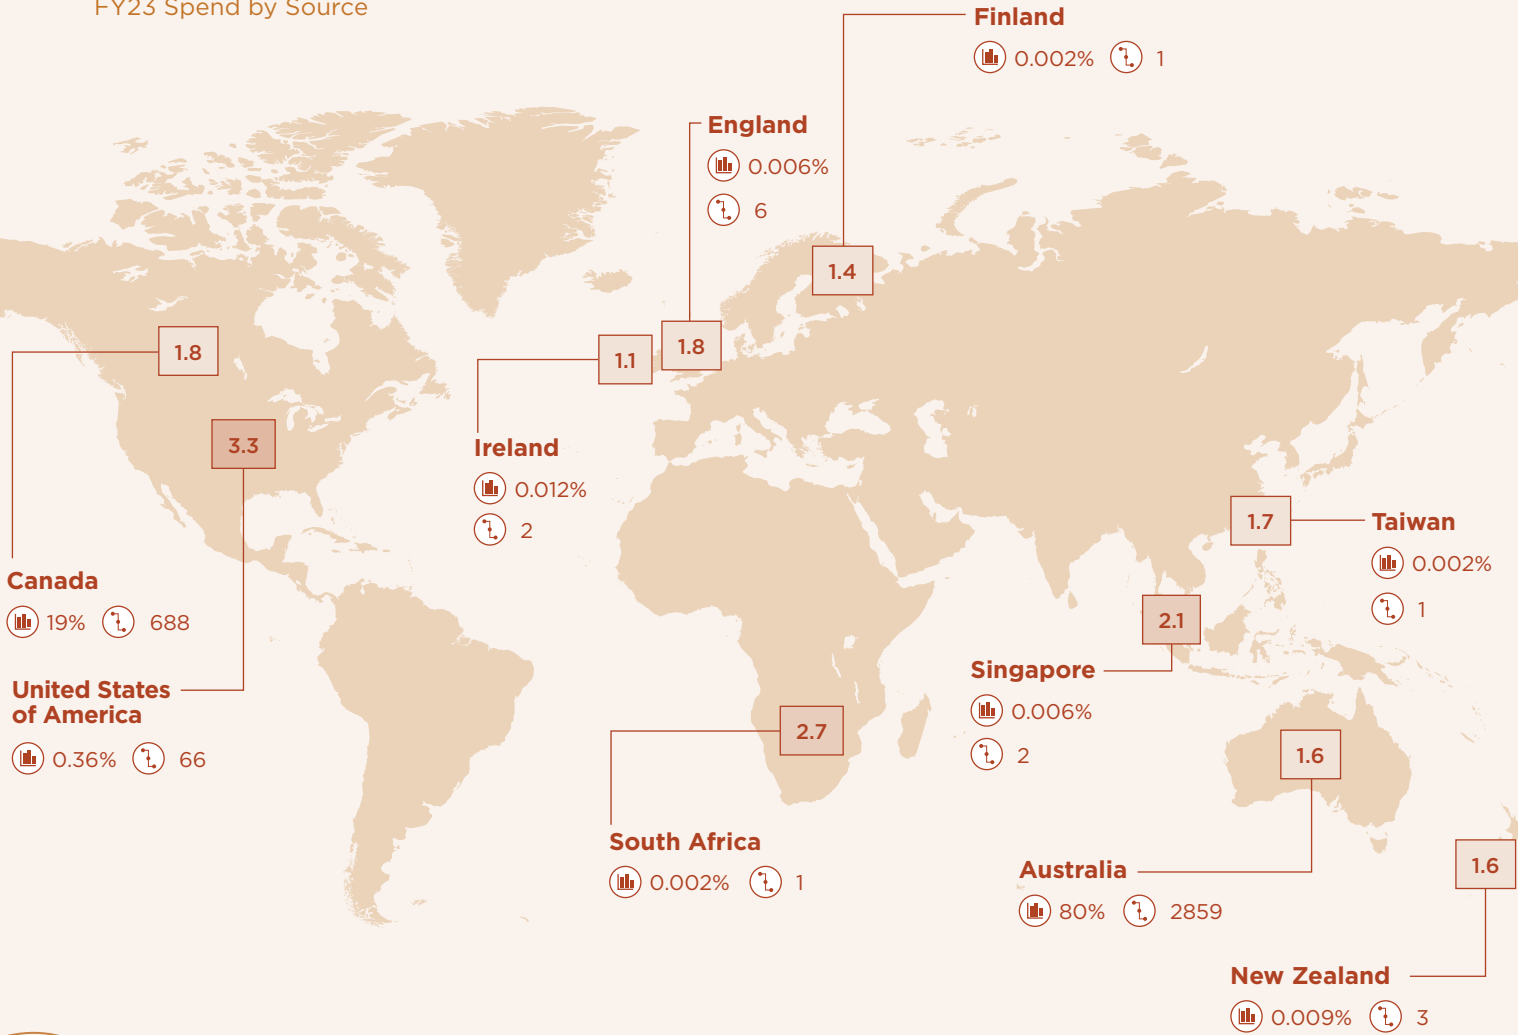 FY23 Spend by Source
Finland
0.002% 1
England
0.006%
6
1.4
1.8
1.1
1.8
3.3
Ireland
0.012%
2
1.7
Taiwan
0.002%
1
Canada
19% 688
2.1
Singapore
0.006%
2
United States
of America
0.36% 66
2.7
1.6
South Africa
0.002% 1
Australia
80% 2859
1.6
New Zealand
0.009% 3